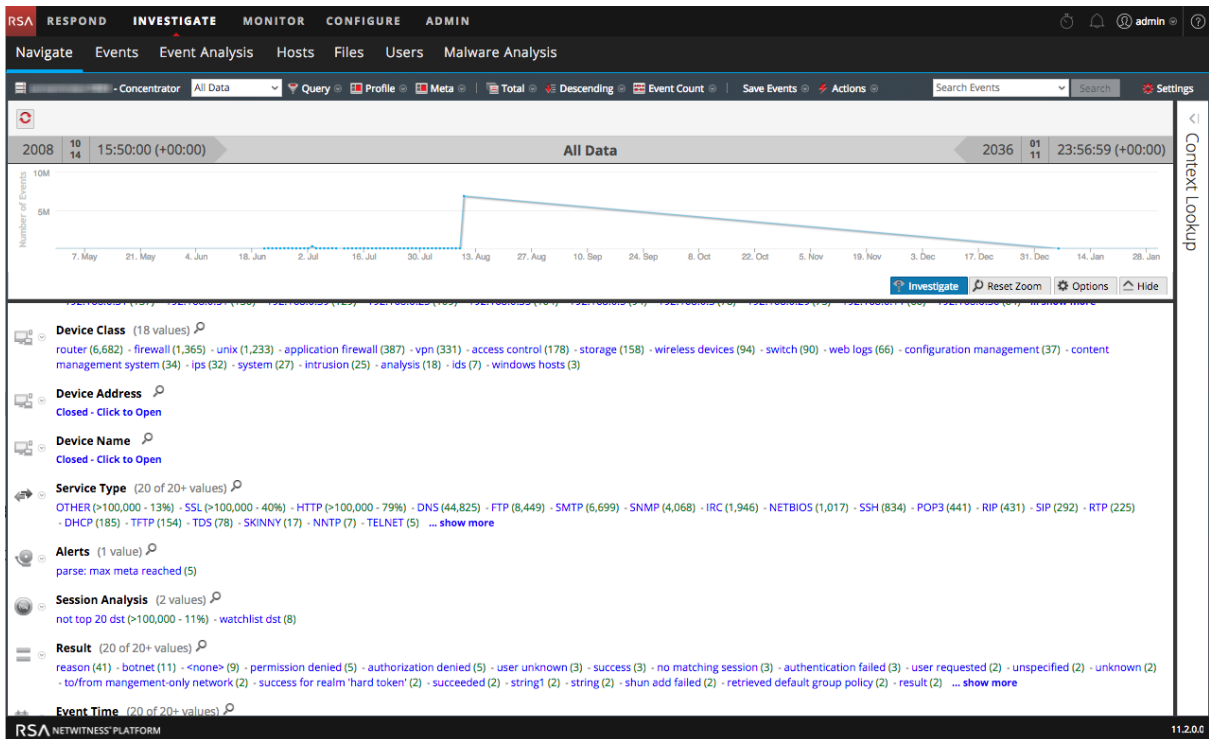 RSA RESPOND INVESTIGATE MONITOR CONFIGURE ADMIN admin
Navigate Events Event Analysis Hosts Files Users Malware Analysis
- Concentrator All Data Query Profile Meta Total Descending Event Count Save Events Actions Search Events Search Settings
2008 10 14 15:50:00 (+00:00) All Data 2036 01 11 23:56:59 (+00:00)
Context Lookup
Number of Events
10M
5M
7. May 21. May 4. Jun 18. Jun 2. Jul 16. Jul 30. Jul 13. Aug 27. Aug 10. Sep 24. Sep 8. Oct 22. Oct 5. Nov 19. Nov 3. Dec 17. Dec 31. Dec 14. Jan 28. Jan
Investigate Reset Zoom Options Hide
Device Class (18 values)
router (6,682) - firewall (1,365) - unix (1,233) - application firewall (387) - vpn (331) - access control (178) - storage (158) - wireless devices (94) - switch (90) - web logs (66) - configuration management (37) - content
management system (34) - ips (32) - system (27) - intrusion (25) - analysis (18) - ids (7) - windows hosts (3)
Device Address
Closed - Click to Open
Device Name
Closed - Click to Open
Service Type (20 of 20+ values)
OTHER (>100,000 - 13%) - SSL (>100,000 - 40%) - HTTP (>100,000 - 79%) - DNS (44,825) - FTP (8,449) - SMTP (6,699) - SNMP (4,068) - IRC (1,946) - NETBIOS (1,017) - SSH (834) - POP3 (441) - RIP (431) - SIP (292) - RTP (225)
- DHCP (185) - TFTP (154) - TDS (78) - SKINNY (17) - NNTP (7) - TELNET (5) ... show more
Alerts (1 value)
parse: max meta reached (5)
Session Analysis (2 values)
not top 20 dst (>100,000 - 11%) - watchlist dst (8)
Result (20 of 20+ values)
reason (41) - botnet (11) - <none> (9) - permission denied (5) - authorization denied (5) - user unknown (3) - success (3) - no matching session (3) - authentication failed (3) - user requested (2) - unspecified (2) - unknown (2)
- to/from mangement-only network (2) - success for realm 'hard token' (2) - succeeded (2) - string1 (2) - string (2) - shun add failed (2) - retrieved default group policy (2) - result (2) ... show more
Event Time (20 of 20+ values)
RSA NETWITNESS® PLATFORM 11.2.0.0